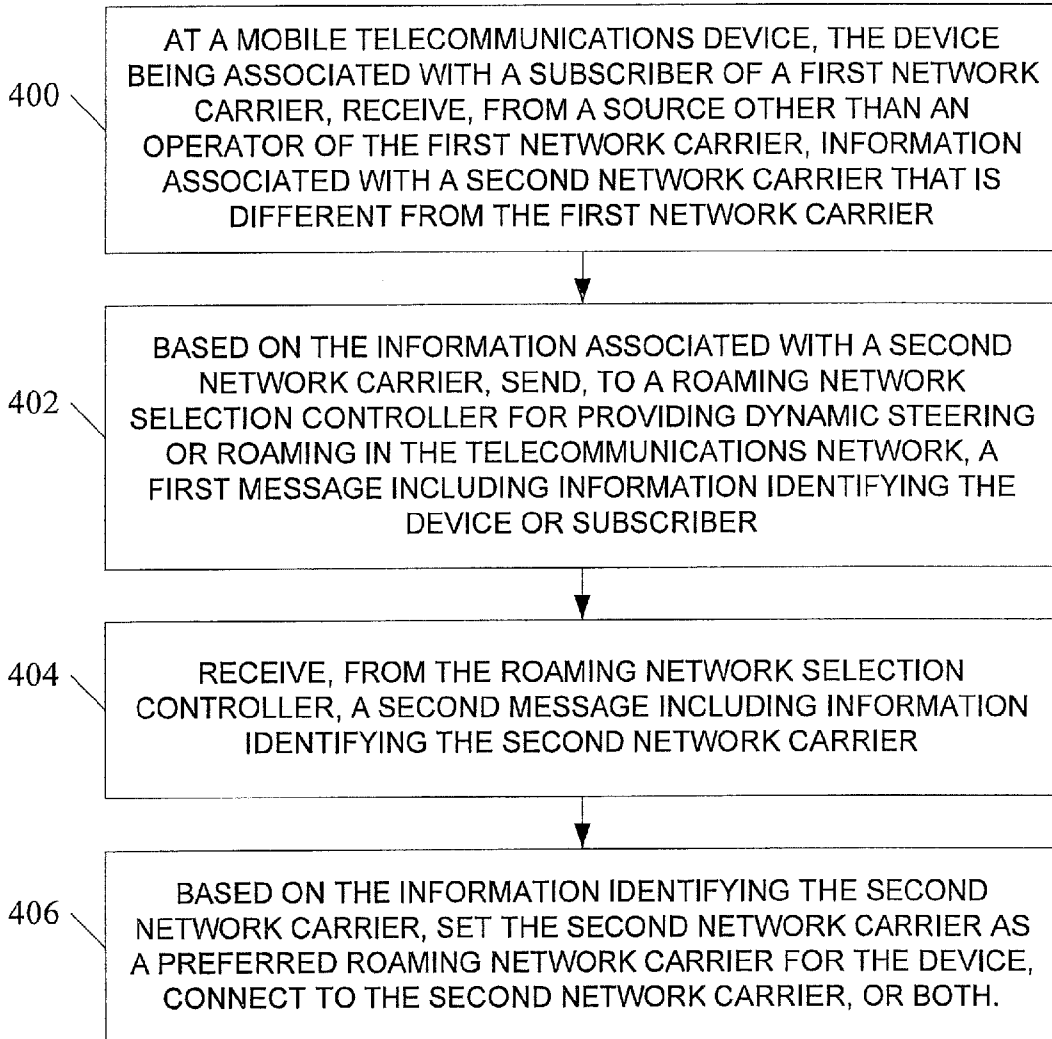 400
AT A MOBILE TELECOMMUNICATIONS DEVICE, THE DEVICE
BEING ASSOCIATED WITH A SUBSCRIBER OF A FIRST NETWORK
CARRIER, RECEIVE, FROM A SOURCE OTHER THAN AN
OPERATOR OF THE FIRST NETWORK CARRIER, INFORMATION
ASSOCIATED WITH A SECOND NETWORK CARRIER THAT IS
DIFFERENT FROM THE FIRST NETWORK CARRIER
402
BASED ON THE INFORMATION ASSOCIATED WITH A SECOND
NETWORK CARRIER, SEND, TO A ROAMING NETWORK
SELECTION CONTROLLER FOR PROVIDING DYNAMIC STEERING
OR ROAMING IN THE TELECOMMUNICATIONS NETWORK, A
FIRST MESSAGE INCLUDING INFORMATION IDENTIFYING THE
DEVICE OR SUBSCRIBER
404
RECEIVE, FROM THE ROAMING NETWORK SELECTION
CONTROLLER, A SECOND MESSAGE INCLUDING INFORMATION
IDENTIFYING THE SECOND NETWORK CARRIER
406
BASED ON THE INFORMATION IDENTIFYING THE SECOND
NETWORK CARRIER, SET THE SECOND NETWORK CARRIER AS
A PREFERRED ROAMING NETWORK CARRIER FOR THE DEVICE,
CONNECT TO THE SECOND NETWORK CARRIER, OR BOTH.